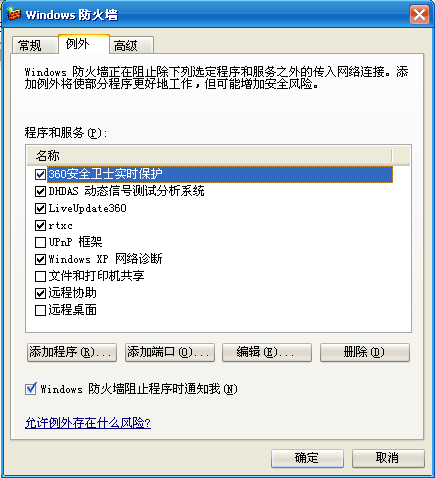 Windows 防火墙
常规 例外 高级
Windows 防火墙正在阻止除下列选定程序和服务之外的传入网络连接。添
加例外将使部分程序更好地工作，但可能增加安全风险。
程序和服务(P):
名称
360安全卫士实时保护
DHDAS 动态信号测试分析系统
LiveUpdate360
rtxc
UPnP 框架
Windows XP 网络诊断
文件和打印机共享
远程协助
远程桌面
添加程序(R)... 添加端口(O)... 编辑(E)... 删除(D)
Windows 防火墙阻止程序时通知我(N)
允许例外存在什么风险?
确定 取消